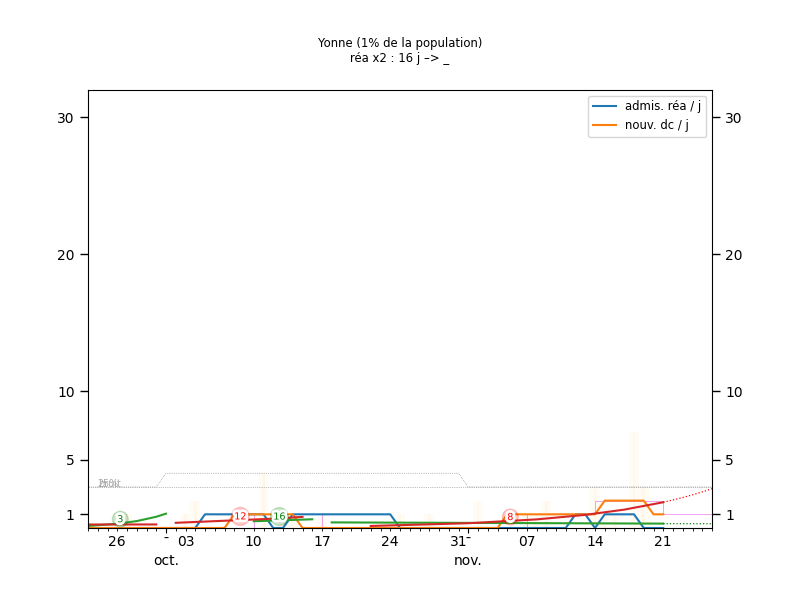 Yonne (1% de la population)
réa x2 : 16 j –> _
admis. réa / j
nouv. dc / j
30 30
20 20
10 10
5 5
1 1
3 12 16 8
26 - 03 10 17 24 31 - 07 14 21
oct. nov.